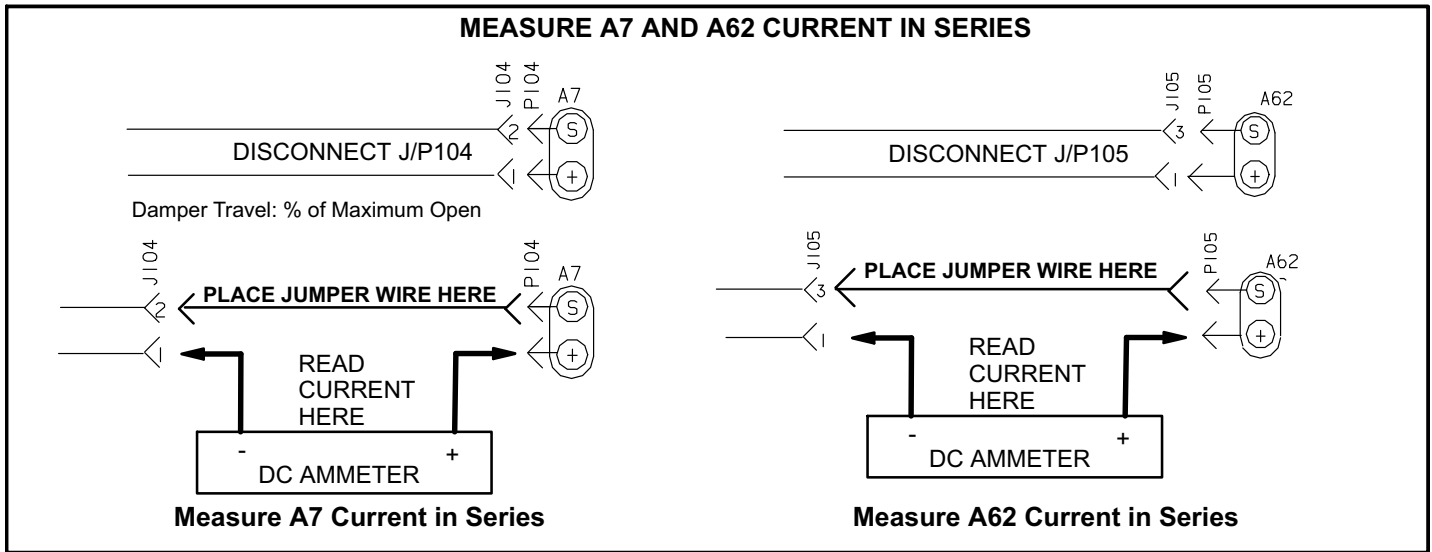 MEASURE A7 AND A62 CURRENT IN SERIES
J104
P104
A7
2
S
DISCONNECT J/P104
1
+
Damper Travel: % of Maximum Open
J105
P105
A62
3
S
DISCONNECT J/P105
1
+
J104
P104
A7
2
PLACE JUMPER WIRE HERE
S
1
+
READ
CURRENT
HERE
- +
DC AMMETER
Measure A7 Current in Series
J105
P105
A62
3
PLACE JUMPER WIRE HERE
S
1
+
READ
CURRENT
HERE
- +
DC AMMETER
Measure A62 Current in Series